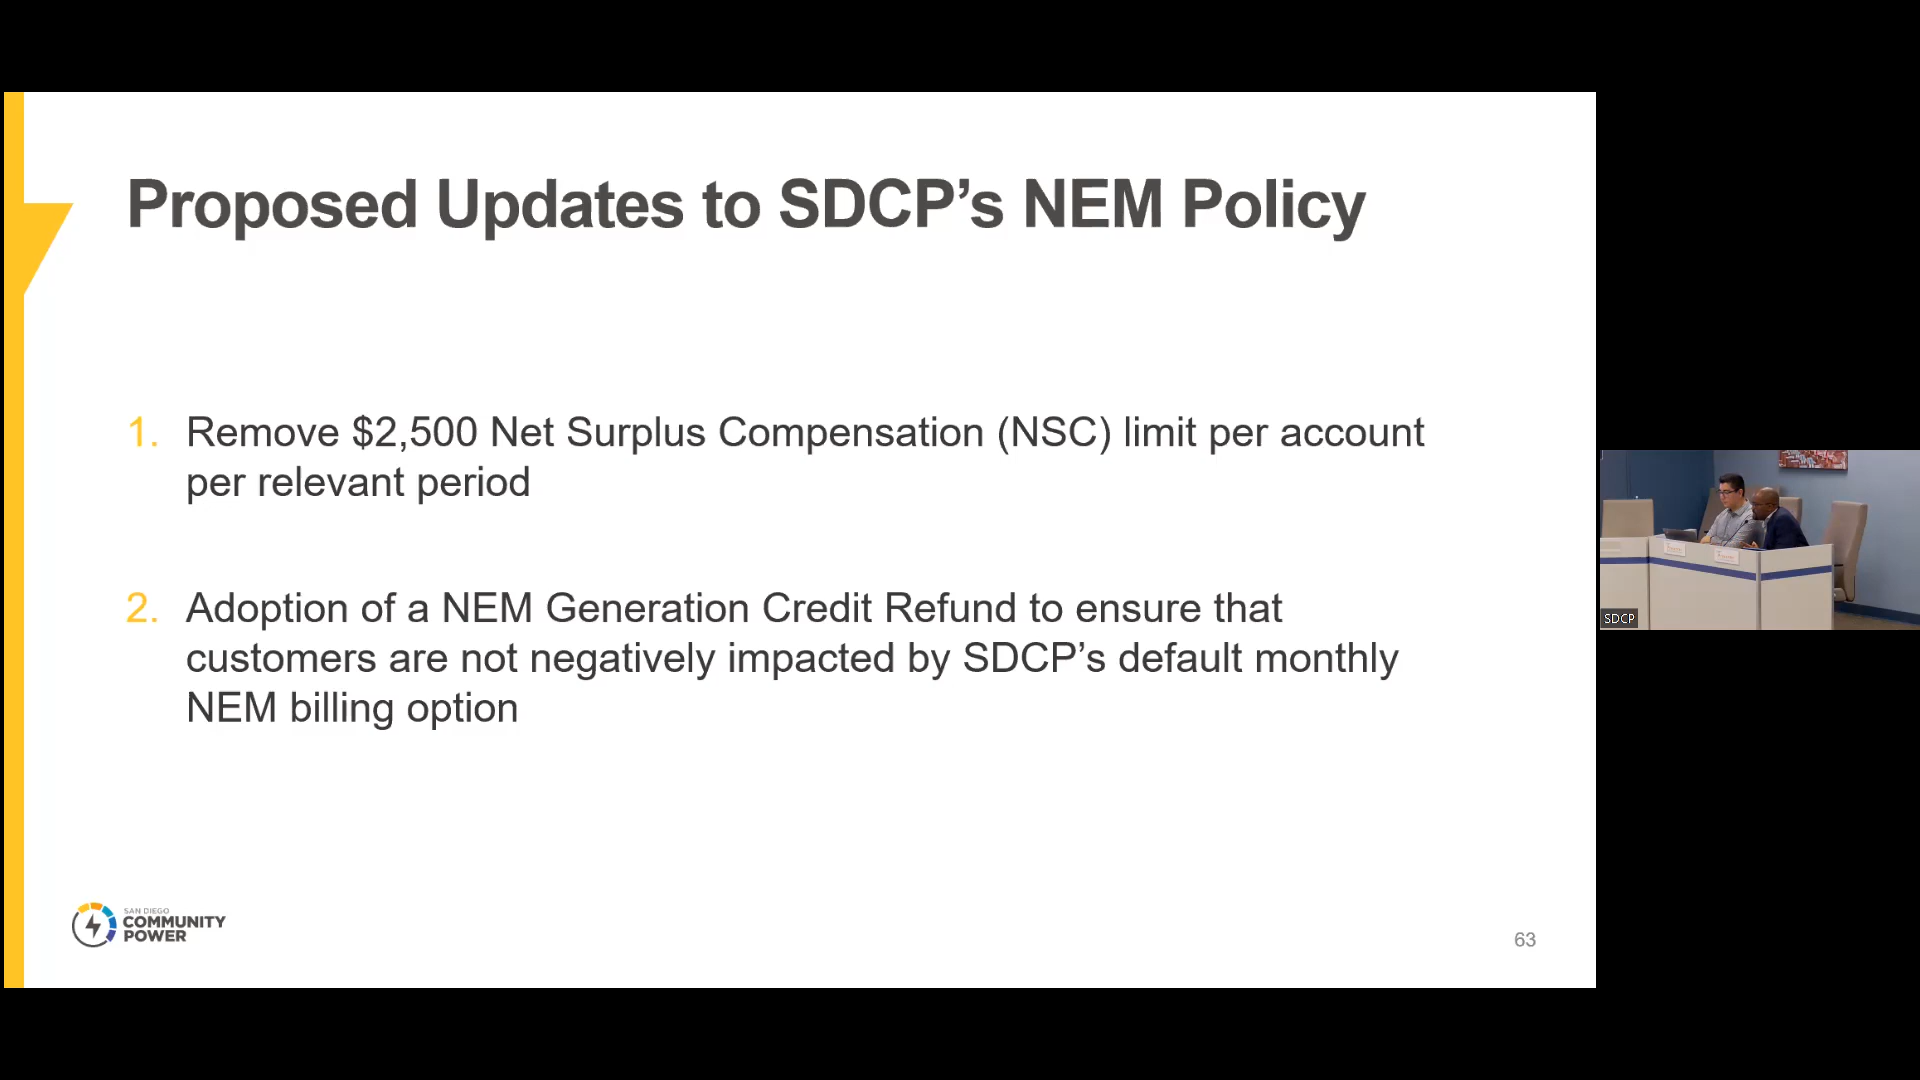 Proposed Updates to SDCP’s NEM Policy
1. Remove $2,500 Net Surplus Compensation (NSC) limit per account
per relevant period
2. Adoption of a NEM Generation Credit Refund to ensure that
customers are not negatively impacted by SDCP’s default monthly
NEM billing option
SAN DIEGO
COMMUNITY
POWER
63
SDCP